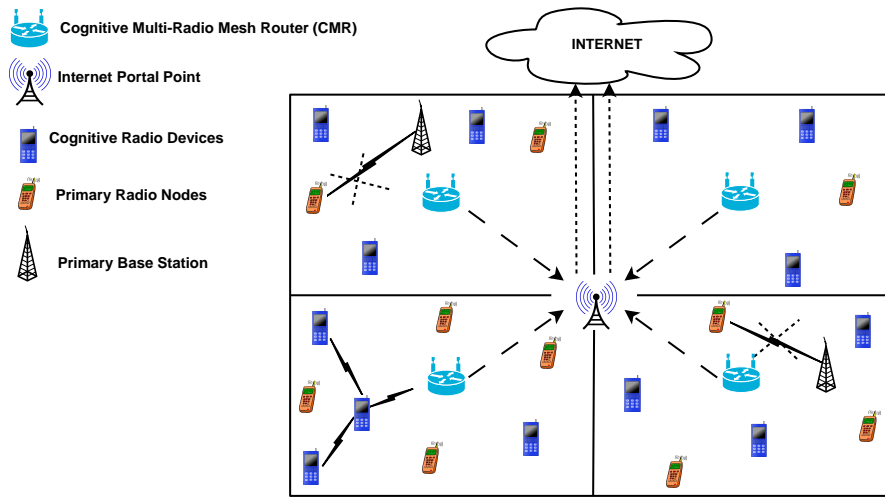 Cognitive Multi-Radio Mesh Router (CMR)
Internet Portal Point
Cognitive Radio Devices
Primary Radio Nodes
Primary Base Station
INTERNET